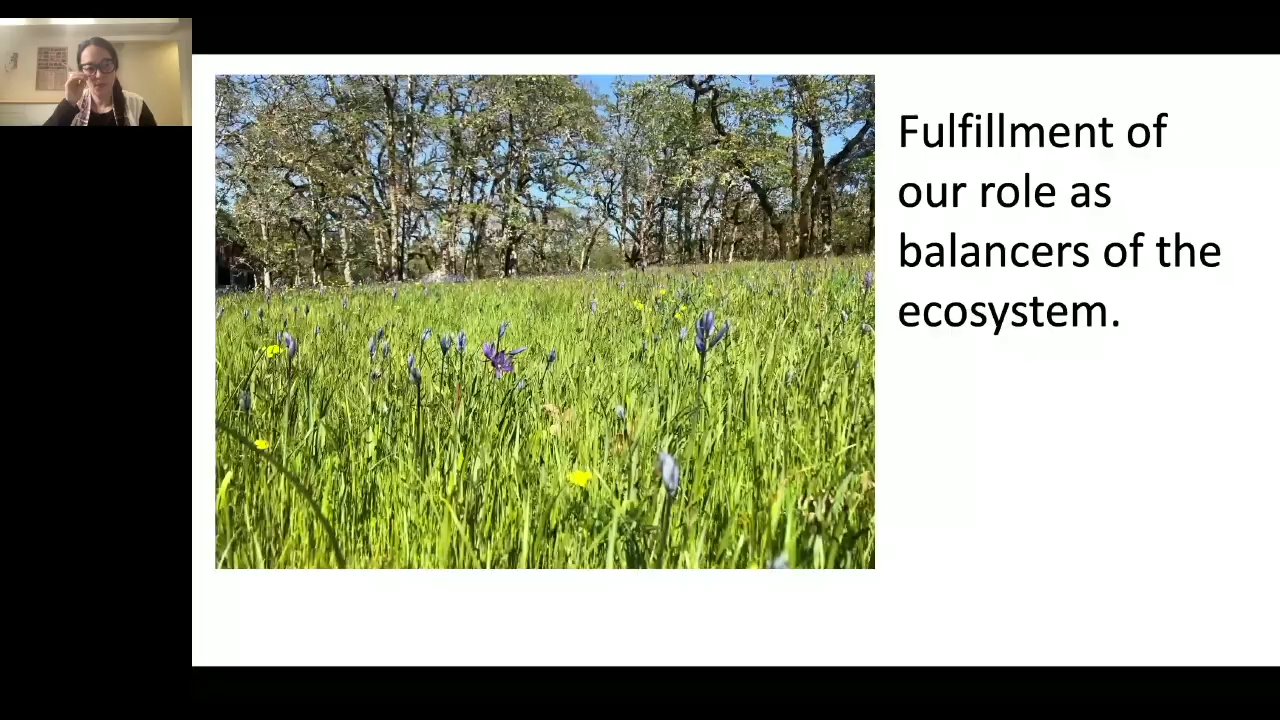 Fulfillment of
our role as
balancers of the
ecosystem.